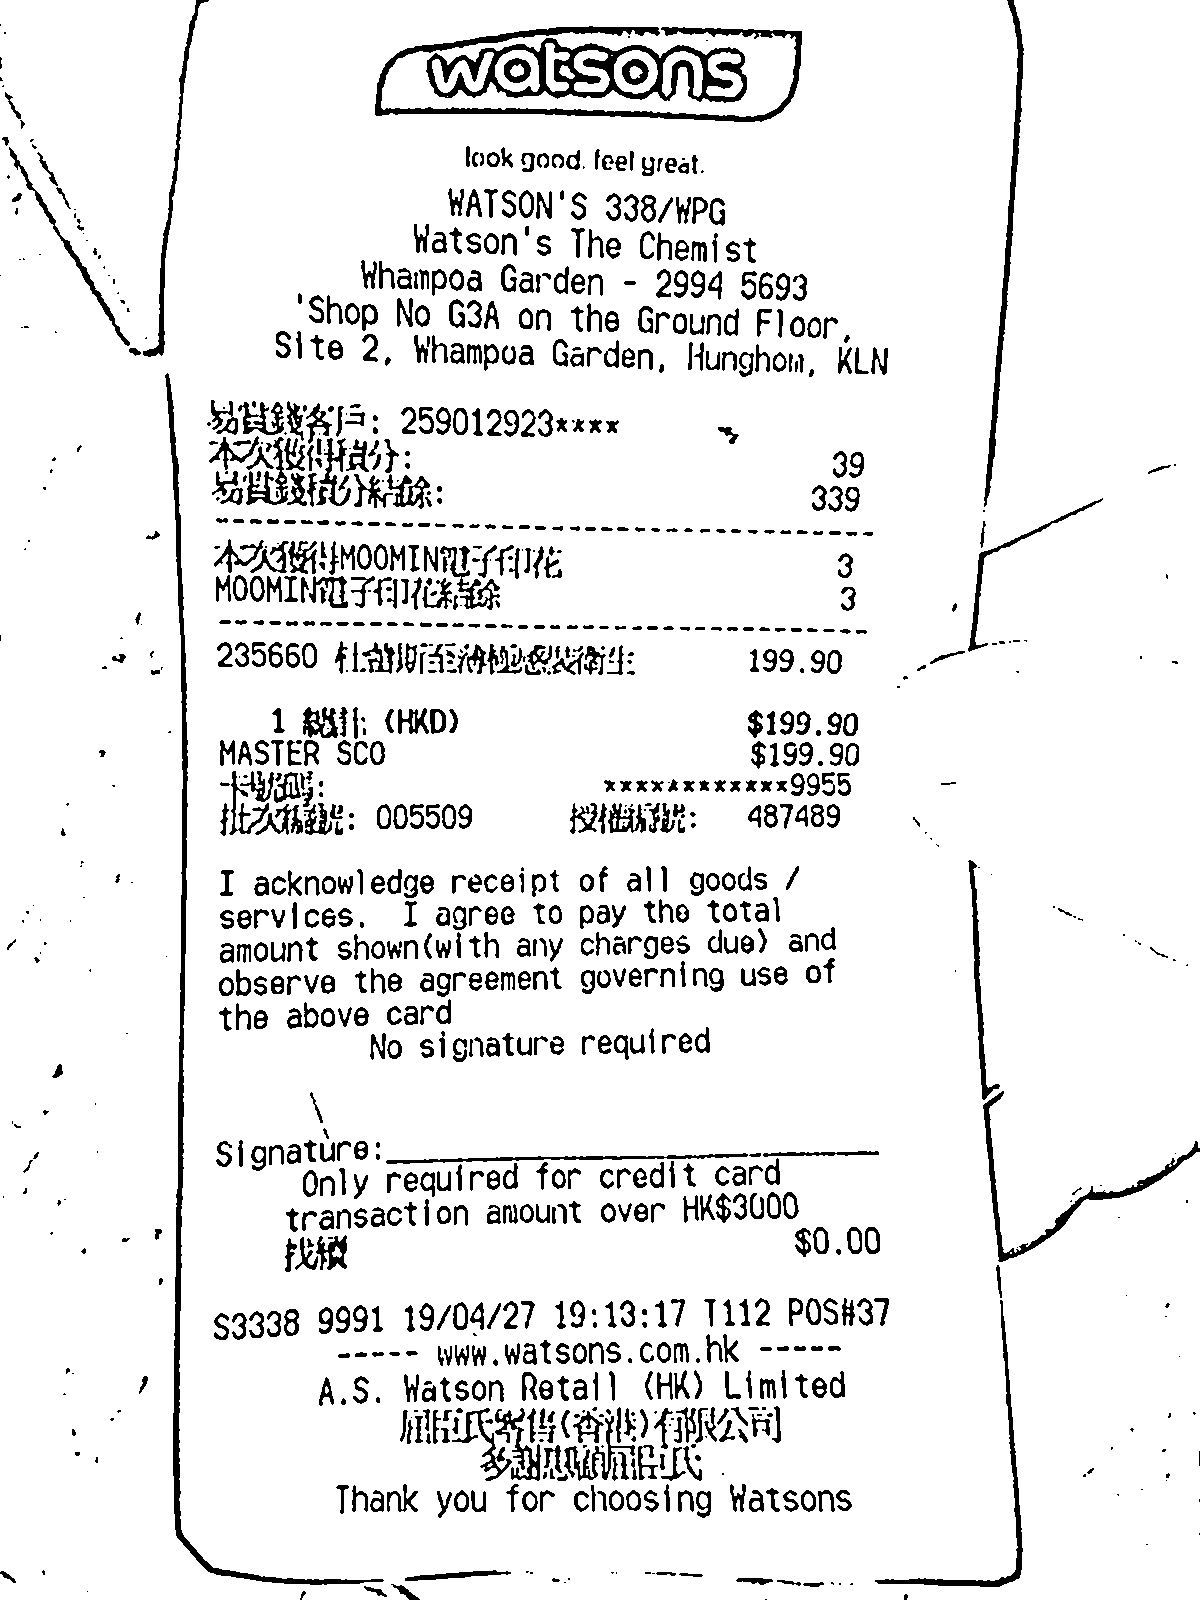 watsons
look good. feel great.
WATSON'S 338/WPG
Watson's The Chemist
Whampoa Garden - 2994 5693
'Shop No G3A on the Ground Floor,
Site 2, Whampoa Garden, Hunghom, KLN
易賞錢客戶: 259012923****
本次獲得積分: 39
易賞錢積分結餘: 339
本次獲得MOOMIN電子印花 3
MOOMIN電子印花結餘 3
235660 杜蕾斯至薄極潤裝衛生 199.90
1 總計: (HKD) $199.90
MASTER SCO $199.90
卡號碼: ************9955
批次編號: 005509 授權編號: 487489
I acknowledge receipt of all goods /
services. I agree to pay the total
amount shown(with any charges due) and
observe the agreement governing use of
the above card
No signature required
Signature:
Only required for credit card
transaction amount over HK$3000
找續 $0.00
S3338 9991 19/04/27 19:13:17 T112 POS#37
----- www.watsons.com.hk -----
A.S. Watson Retail (HK) Limited
屈臣氏零售(香港)有限公司
多謝惠顧屈臣氏
Thank you for choosing Watsons